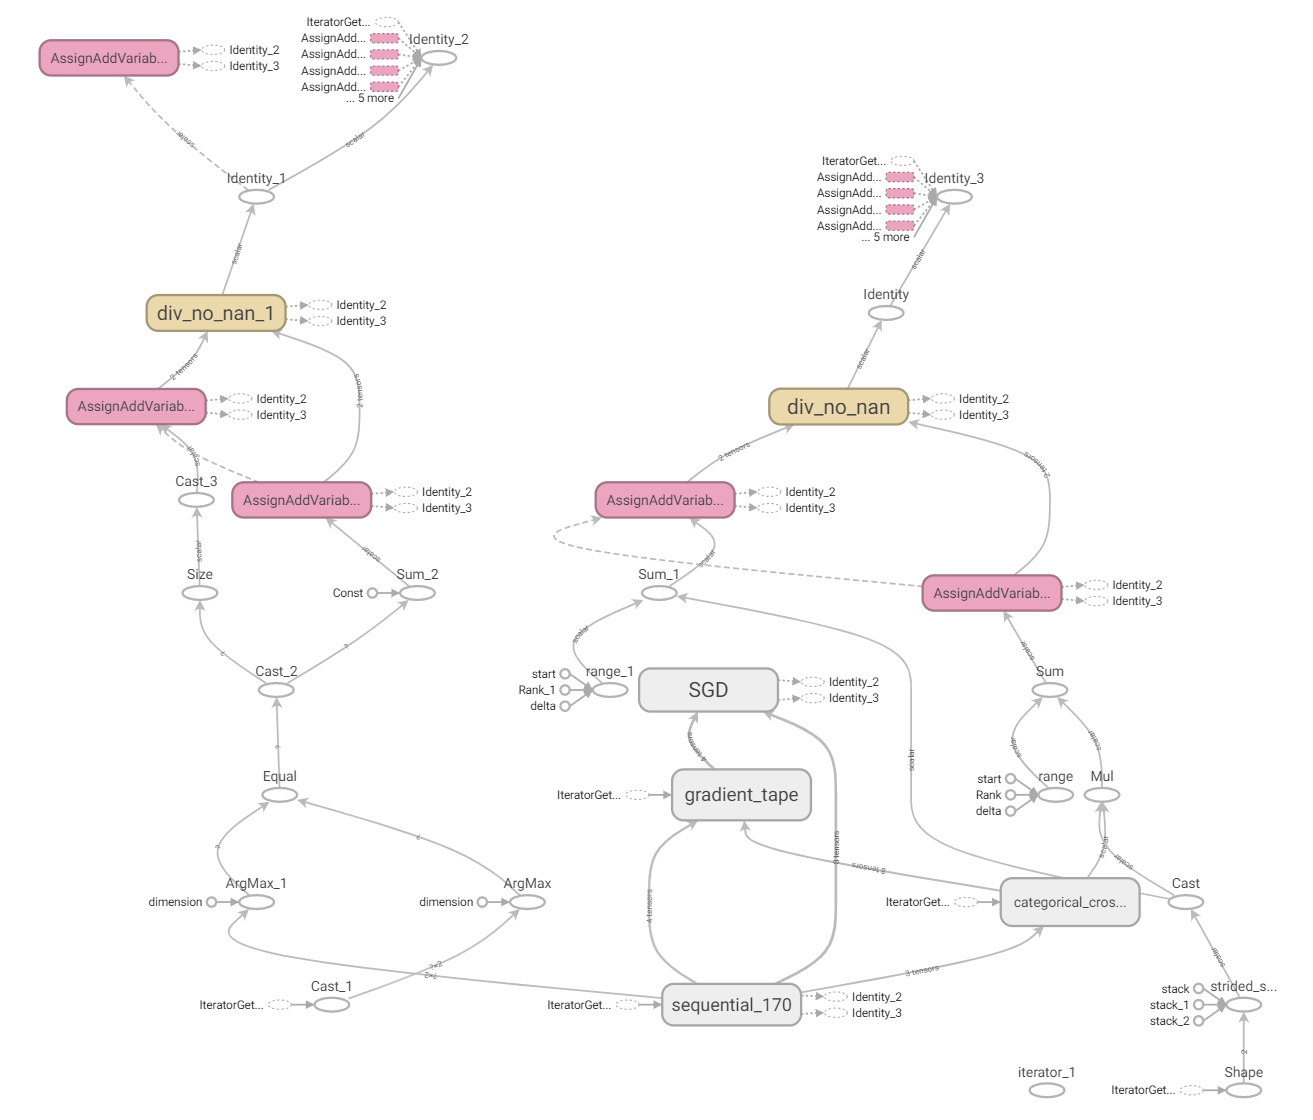 IteratorGet...
AssignAdd...
Identity_2
AssignAddVariab...
Identity_2
Identity_3
AssignAdd...
AssignAdd...
AssignAdd...
... 5 more
scalar
scalar
Identity_1
IteratorGet...
AssignAdd...
Identity_3
AssignAdd...
AssignAdd...
AssignAdd...
... 5 more
scalar
scalar
Identity
div_no_nan_1
Identity_2
Identity_3
scalar
2 tensors
2 tensors
AssignAddVariab...
Identity_2
Identity_3
div_no_nan
Identity_2
Identity_3
scalar
2 tensors
2 tensors
Cast_3
AssignAddVariab...
Identity_2
Identity_3
AssignAddVariab...
Identity_2
Identity_3
scalar
scalar
scalar
Size
Const
Sum_2
Sum_1
AssignAddVariab...
Identity_2
Identity_3
?
?
scalar
scalar
Cast_2
start
range_1
Rank_1
delta
SGD
Identity_2
Identity_3
Sum
?
4 tensors
scalar
scalar
scalar
Equal
IteratorGet...
gradient_tape
start
range
Mul
Rank
delta
?
?
8 tensors
8 tensors
scalar
scalar
ArgMax_1
dimension
ArgMax
dimension
4 tensors
IteratorGet...
categorical_cros...
Cast
?×2
?×2
3 tensors
scalar
Cast_1
IteratorGet...
IteratorGet...
sequential_170
Identity_2
Identity_3
stack
strided_s...
stack_1
stack_2
2
iterator_1
Shape
IteratorGet...